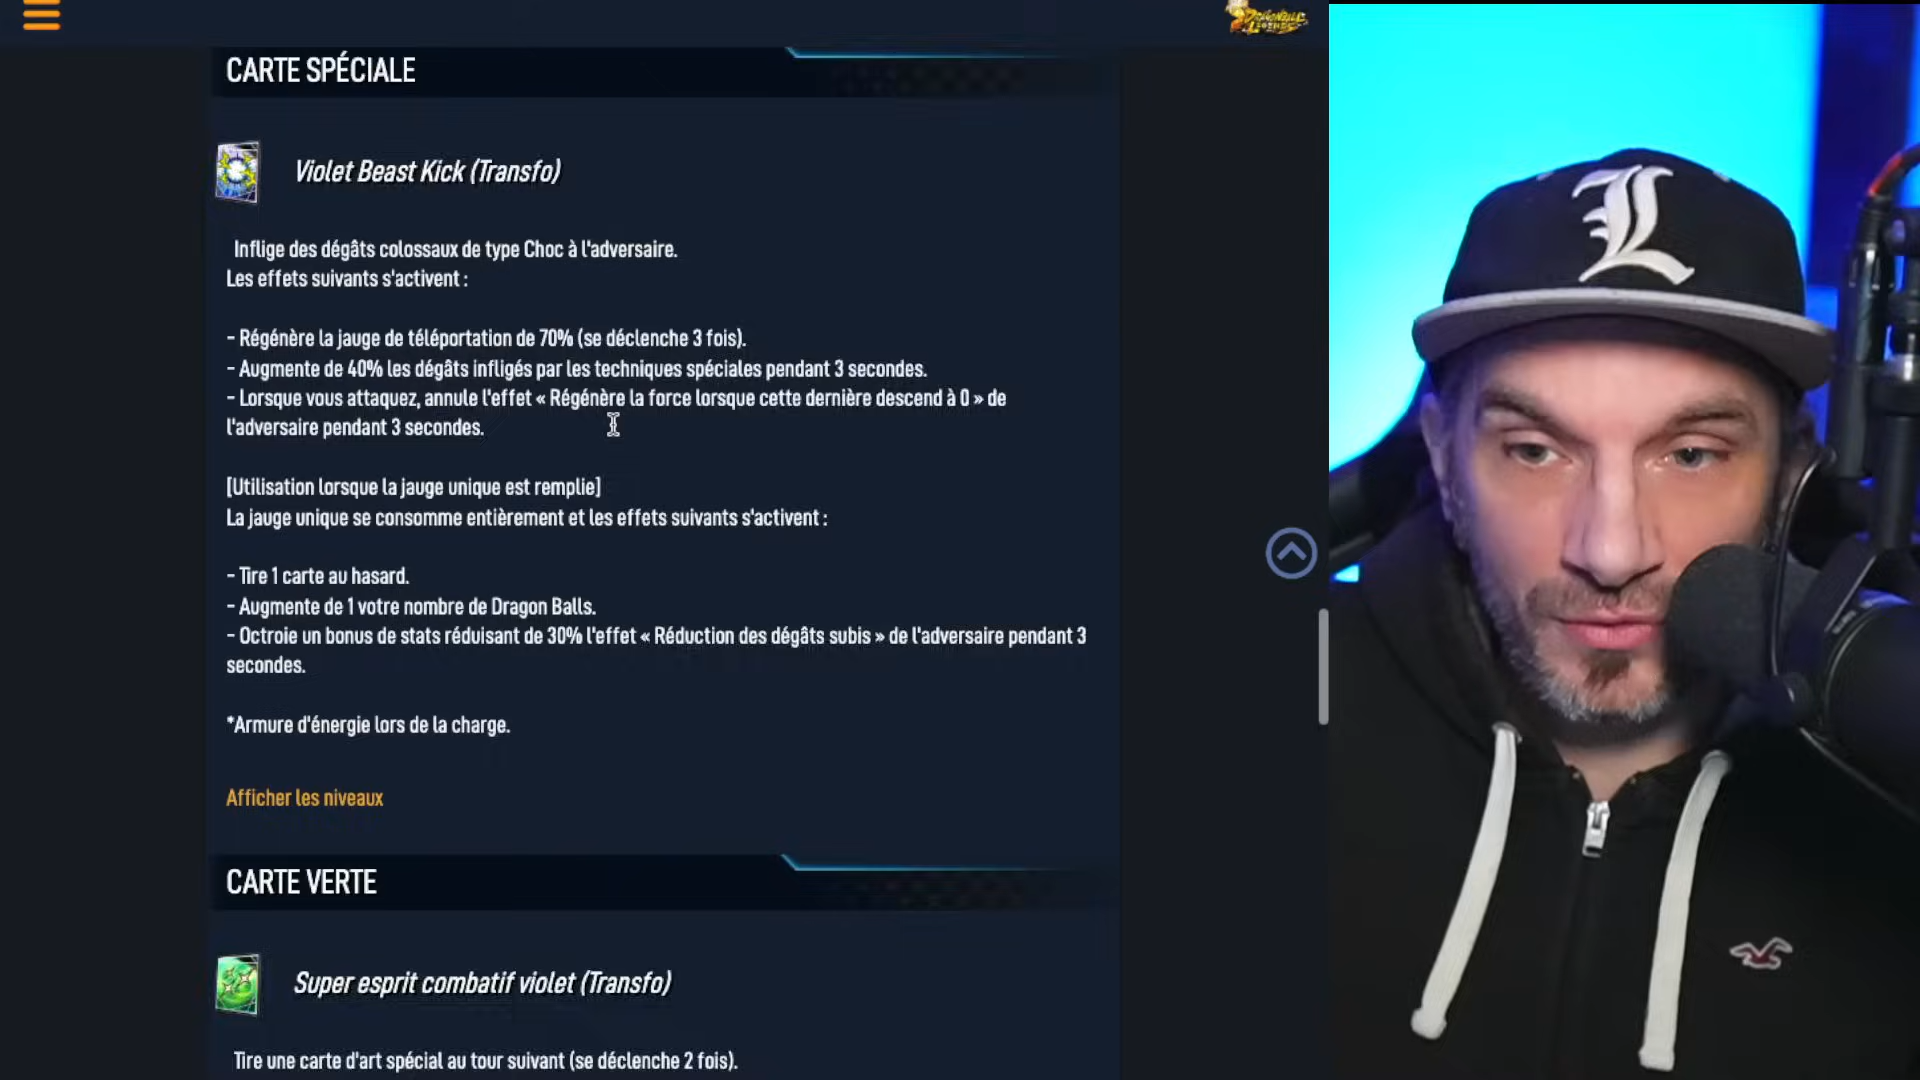 DRAGONBALL
LEGENDS
CARTE SPÉCIALE
Violet Beast Kick (Transfo)
Inflige des dégâts colossaux de type Choc à l'adversaire.
Les effets suivants s'activent :
- Régénère la jauge de téléportation de 70% (se déclenche 3 fois).
- Augmente de 40% les dégâts infligés par les techniques spéciales pendant 3 secondes.
- Lorsque vous attaquez, annule l'effet « Régénère la force lorsque cette dernière descend à 0 » de
l'adversaire pendant 3 secondes.
[Utilisation lorsque la jauge unique est remplie]
La jauge unique se consomme entièrement et les effets suivants s'activent :
- Tire 1 carte au hasard.
- Augmente de 1 votre nombre de Dragon Balls.
- Octroie un bonus de stats réduisant de 30% l'effet « Réduction des dégâts subis » de l'adversaire pendant 3
secondes.
*Armure d'énergie lors de la charge.
Afficher les niveaux
CARTE VERTE
Super esprit combatif violet (Transfo)
Tire une carte d'art spécial au tour suivant (se déclenche 2 fois).
L